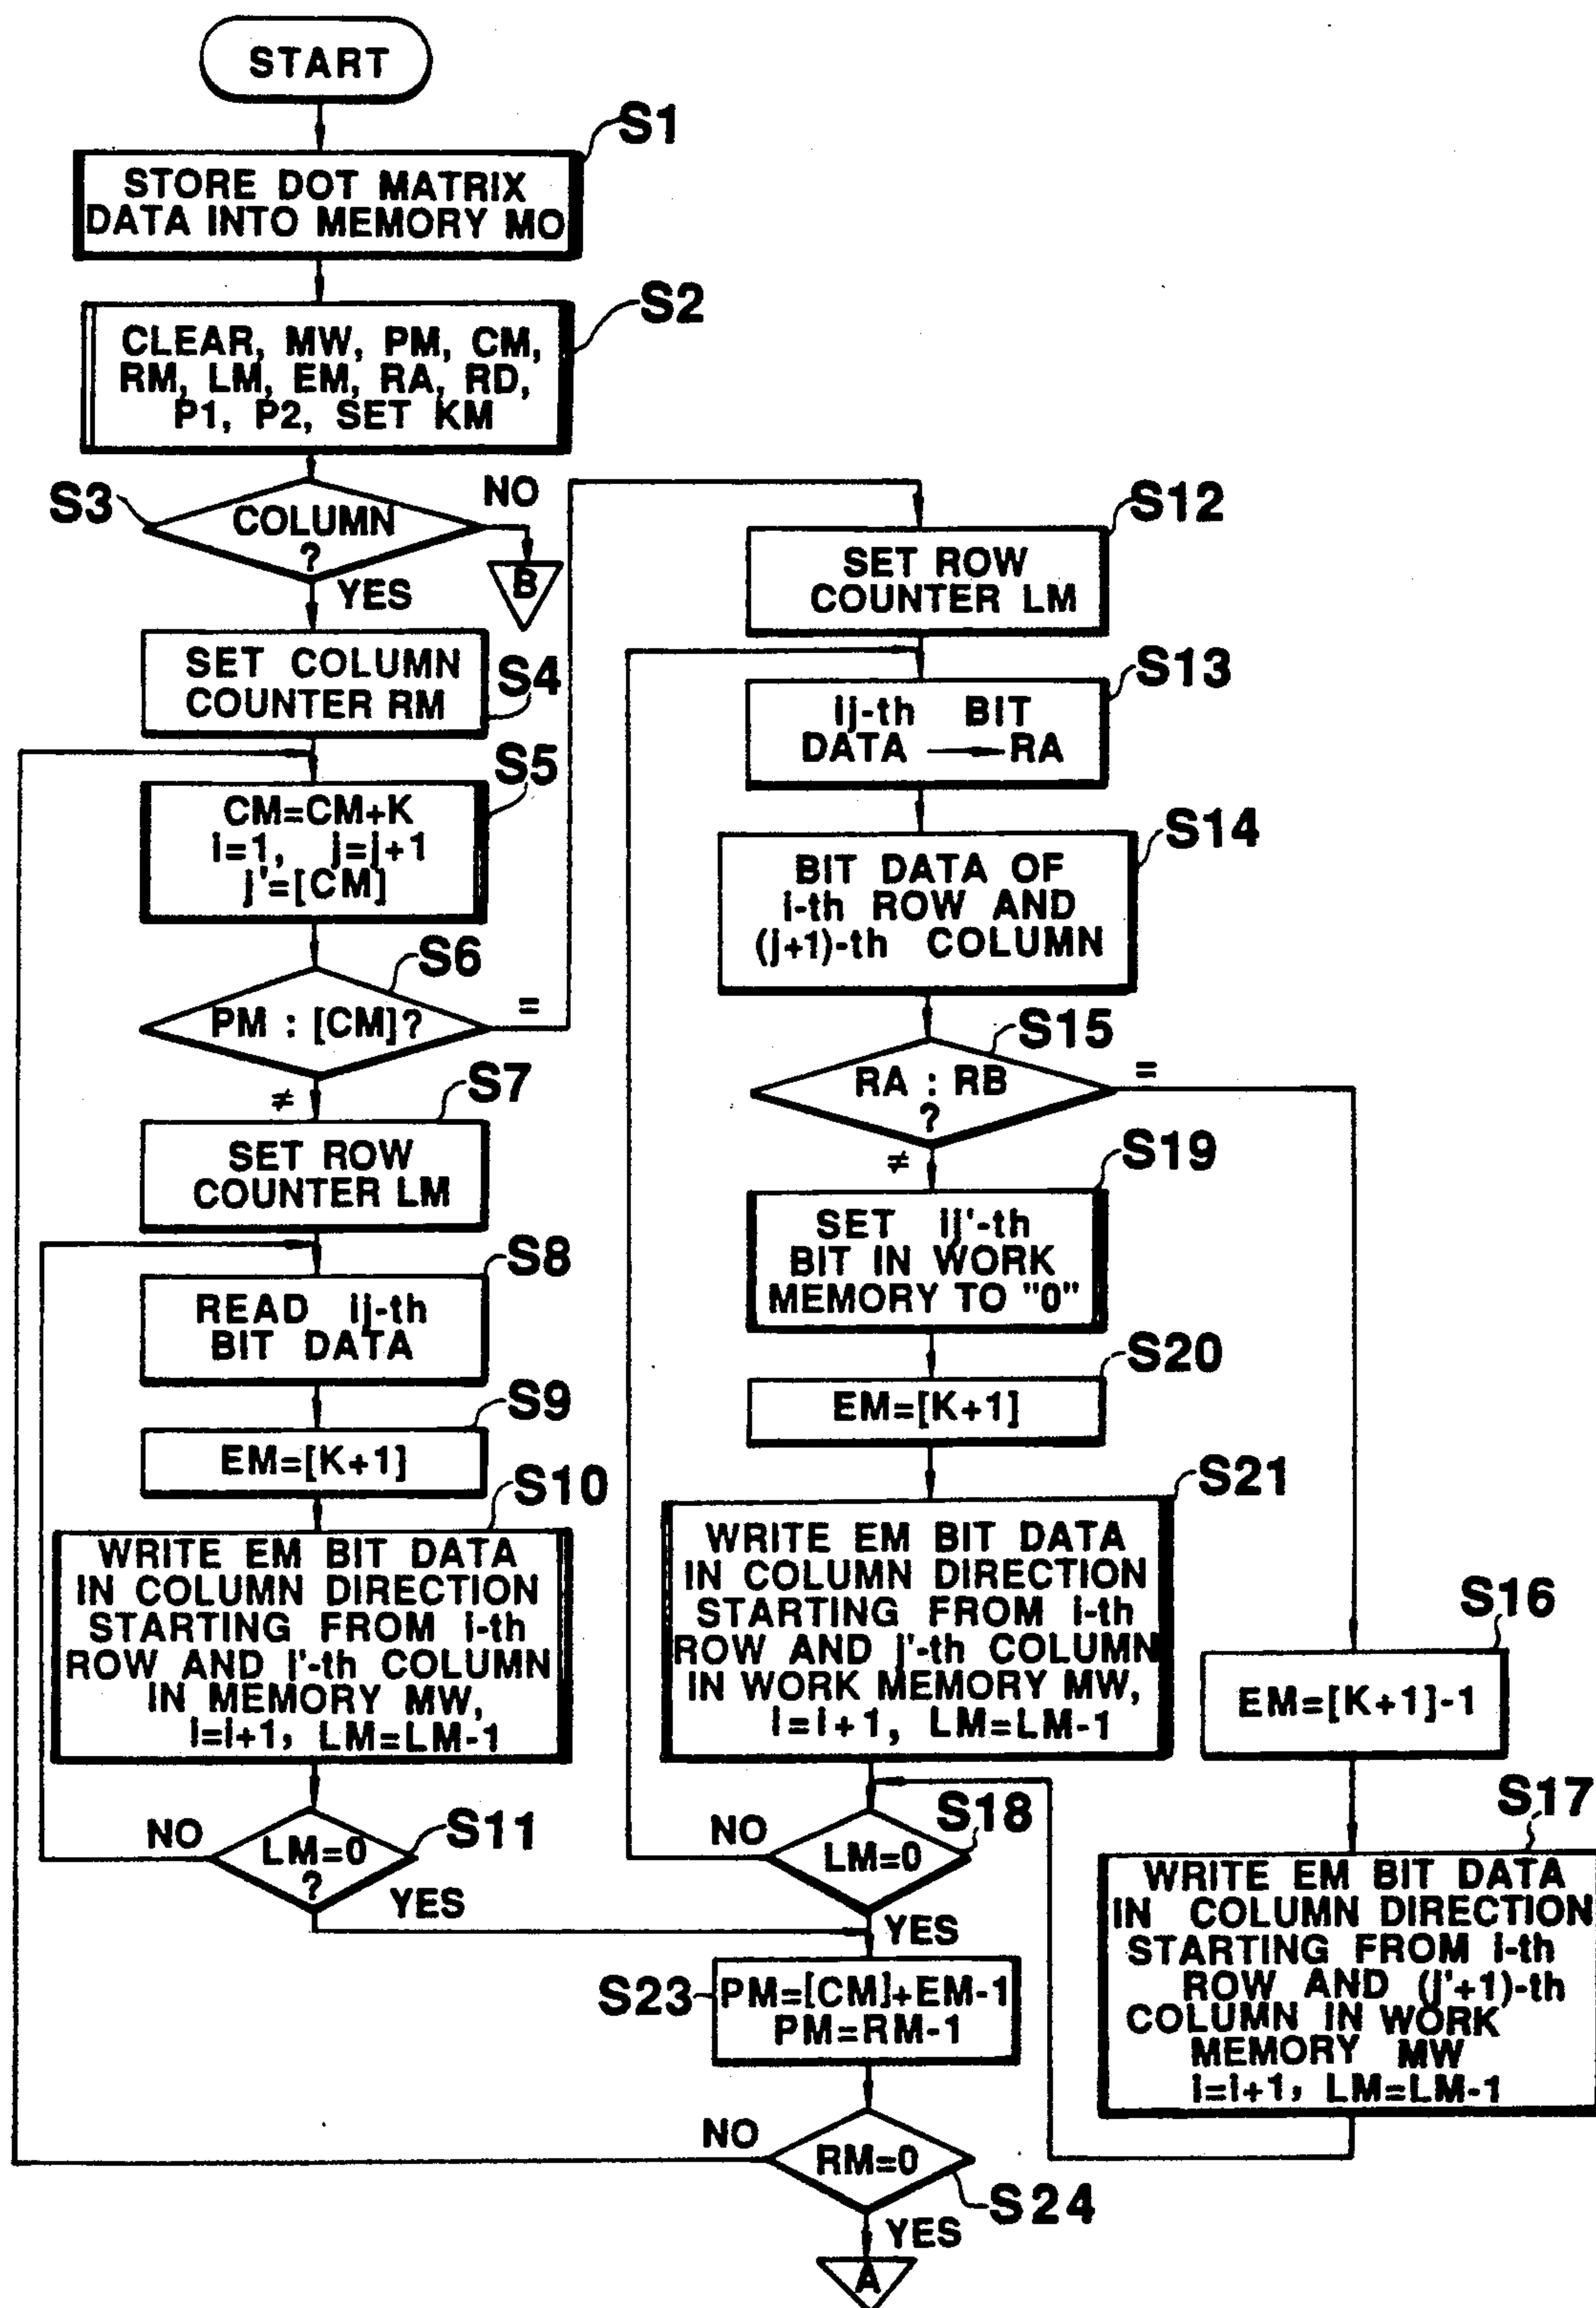 START
S1
STORE DOT MATRIX
DATA INTO MEMORY MO
S2
CLEAR, MW, PM, CM,
RM, LM, EM, RA, RD,
P1, P2, SET KM
S3
COLUMN
?
NO
B
YES
SET COLUMN
COUNTER RM
S4
S5
CM=CM+K
i=1, j=j+1
j'=[CM]
S6
PM : [CM]?
=
≠
S7
SET ROW
COUNTER LM
S8
READ ij-th
BIT DATA
S9
EM=[K+1]
S10
WRITE EM BIT DATA
IN COLUMN DIRECTION
STARTING FROM i-th
ROW AND i'-th COLUMN
IN MEMORY MW,
i=i+1, LM=LM-1
S11
LM=0
?
NO
YES
S12
SET ROW
COUNTER LM
S13
ij-th BIT
DATA → RA
S14
BIT DATA OF
i-th ROW AND
(j+1)-th COLUMN
S15
RA : RB
?
=
≠
S19
SET ij'-th
BIT IN WORK
MEMORY TO "0"
S20
EM=[K+1]
S21
WRITE EM BIT DATA
IN COLUMN DIRECTION
STARTING FROM i-th
ROW AND j'-th COLUMN
IN WORK MEMORY MW,
i=i+1, LM=LM-1
S16
EM=[K+1]-1
S17
WRITE EM BIT DATA
IN COLUMN DIRECTION
STARTING FROM i-th
ROW AND (j'+1)-th
COLUMN IN WORK
MEMORY MW
i=i+1, LM=LM-1
S18
LM=0
NO
YES
S23
PM=[CM]+EM-1
PM=RM-1
NO
RM=0
S24
YES
A